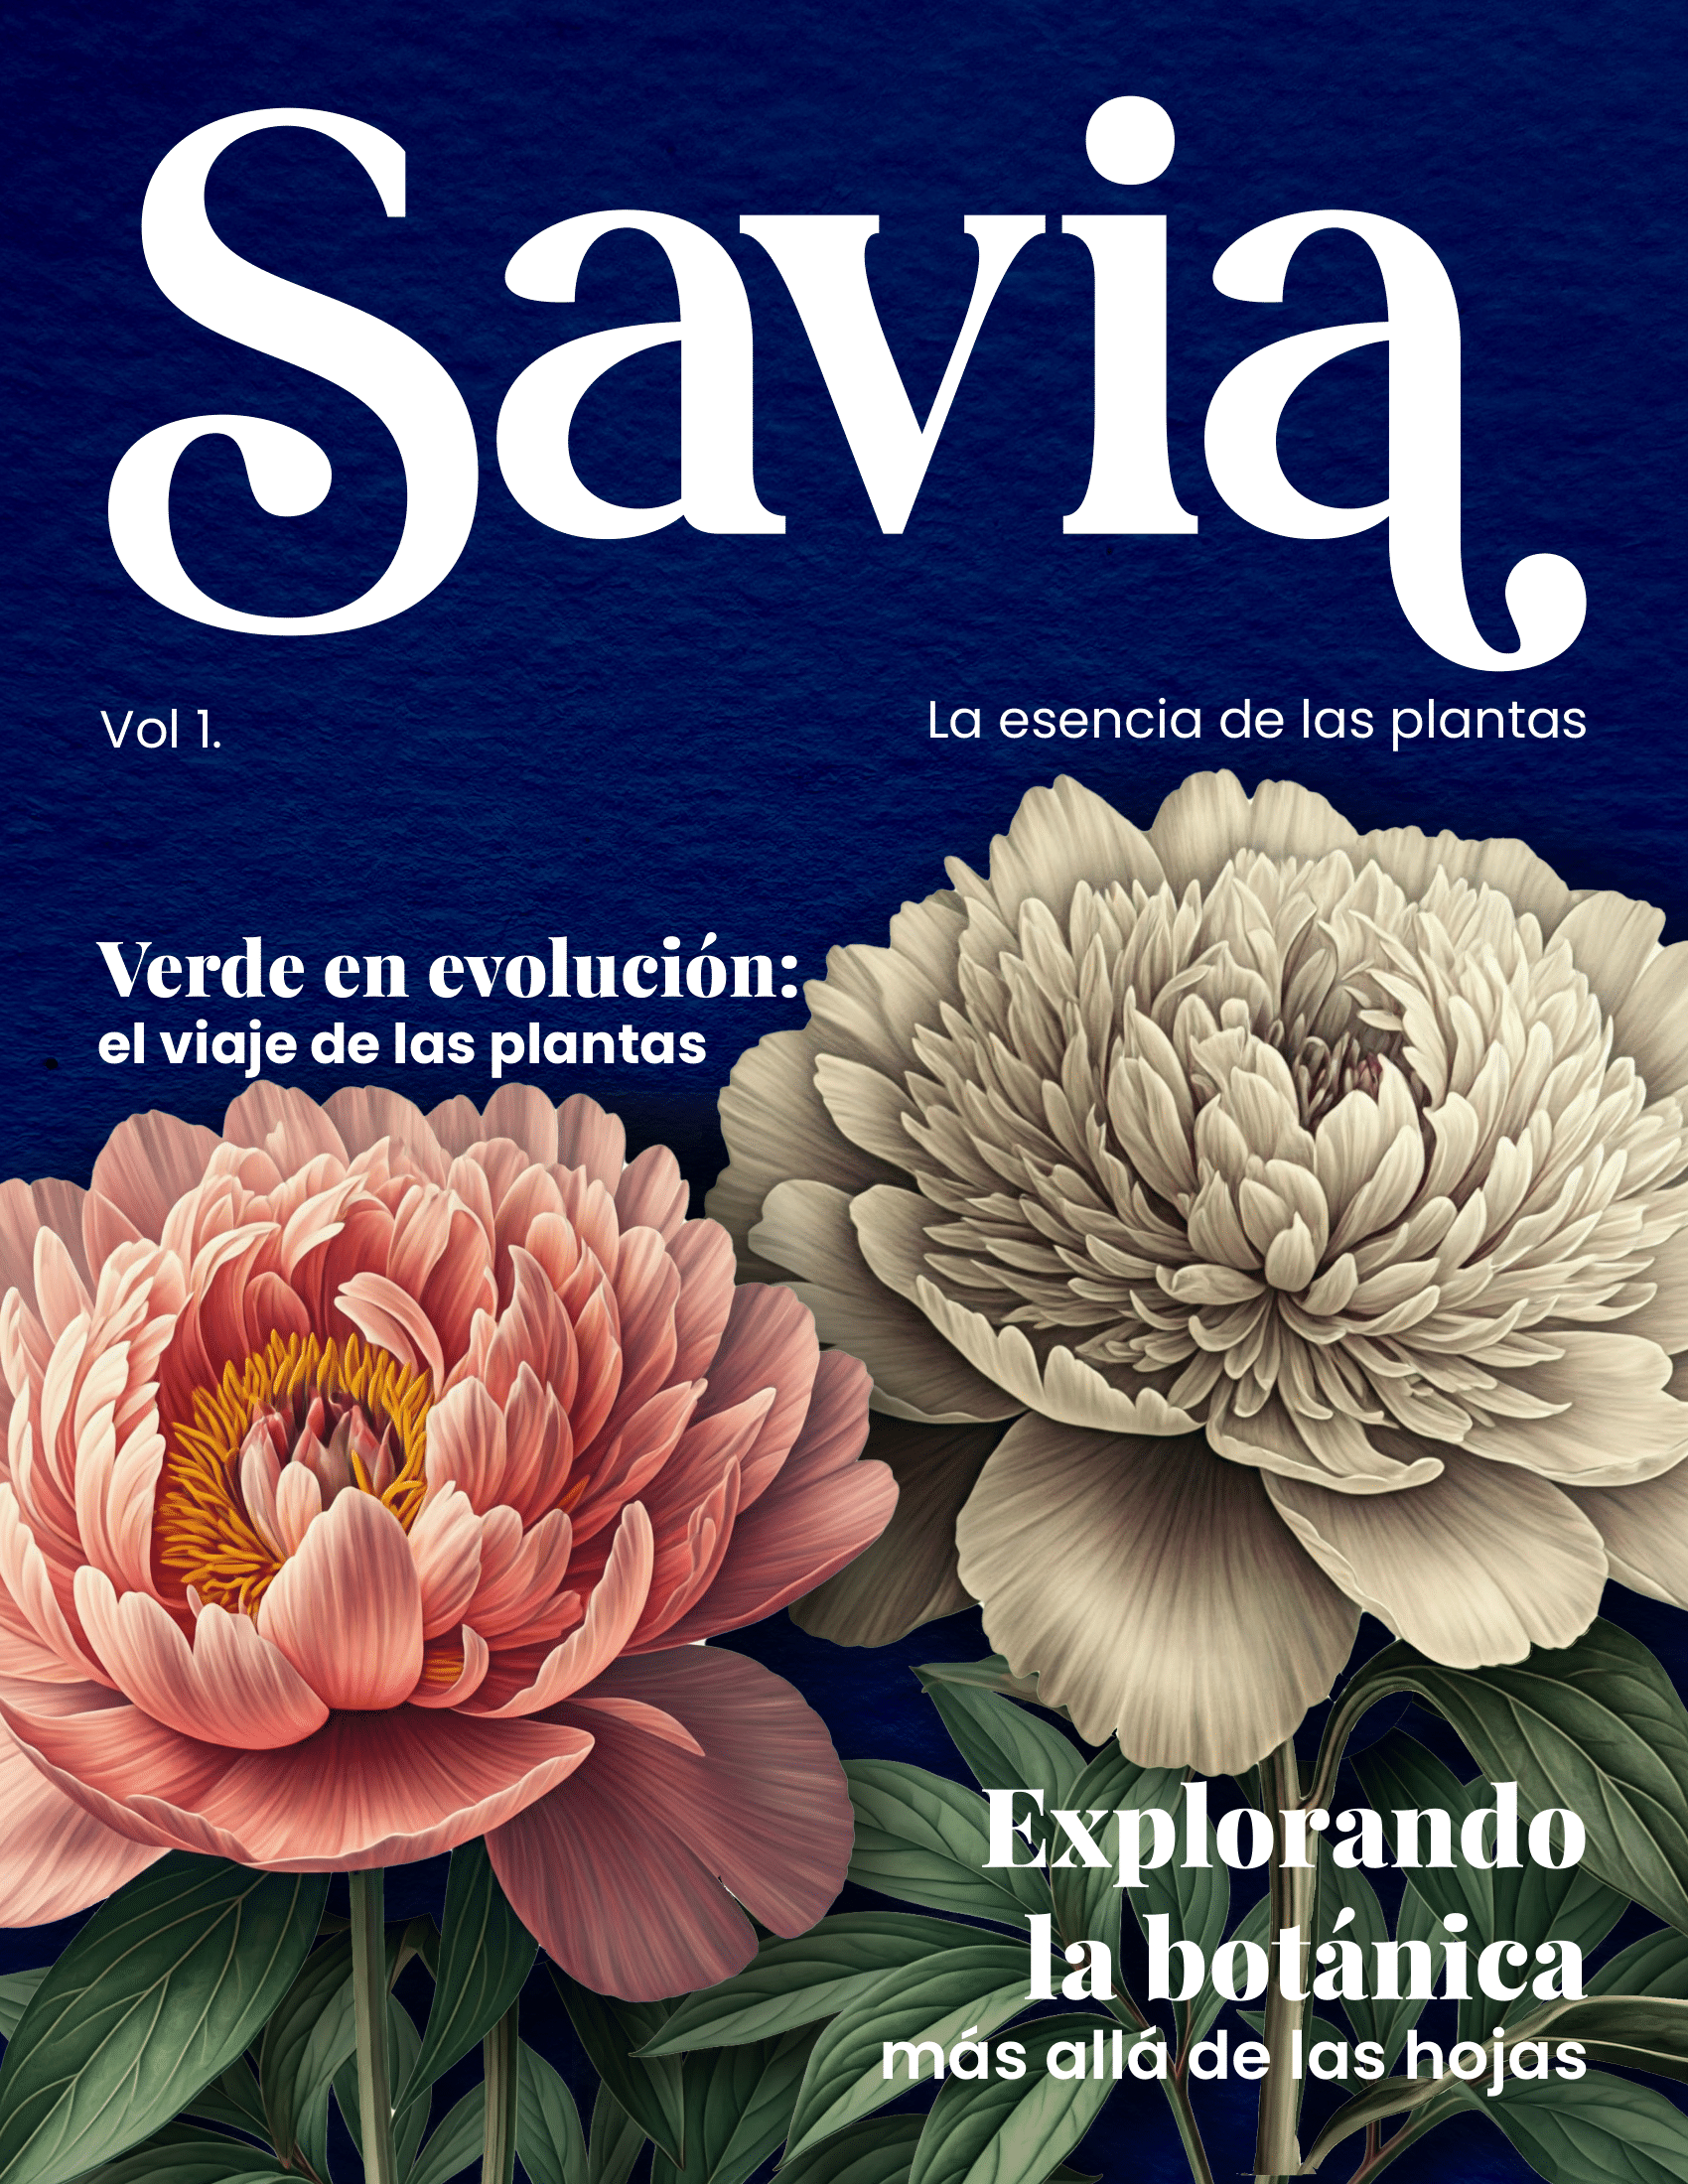 Savia
Vol 1.
La esencia de las plantas
Verde en evolución:
el viaje de las plantas
Explorando
la botánica
más allá de las hojas